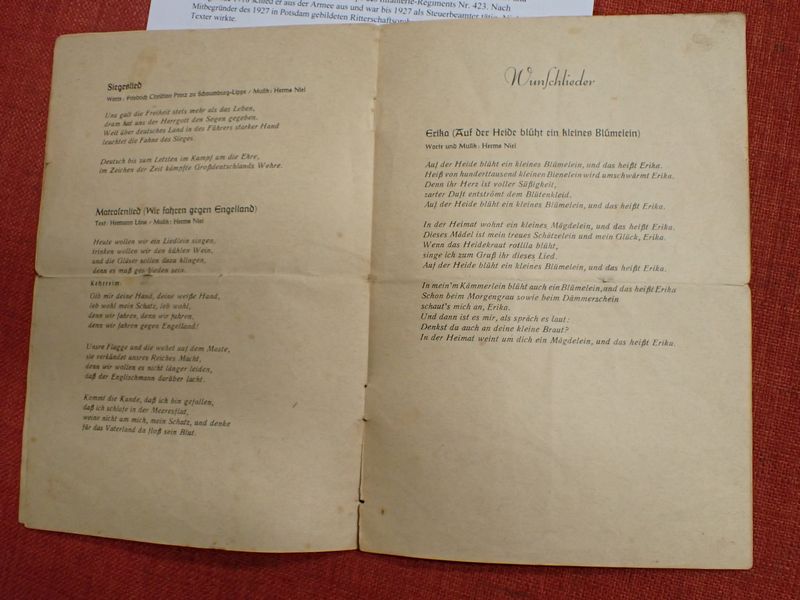 aus der Armee aus und war bis 1927 als Steuerbeamter tätig.
Mitbegründer des 1927 in Potsdam gebildeten
Texter wirkte.
Siegeslied
Worte: Friedrich Christian Prinz zu Schaumburg-Lippe / Musik: Herms Niel
Uns galt die Freiheit stets mehr als das Leben,
drum hat uns der Herrgott den Segen gegeben.
Weit über deutsches Land in des Führers starker Hand
leuchtet die Fahne des Sieges.
Deutsch bis zum Letzten im Kampf um die Ehre,
im Zeichen der Zeit kämpfte Großdeutschlands Wehre.
Matrosenlied (Wir fahren gegen Engelland)
Text: Hermann Löns / Musik: Herms Niel
Heute wollen wir ein Liedlein singen,
trinken wollen wir den kühlen Wein,
und die Gläser sollen dazu klingen,
denn es muß geschieden sein.
Kehrreim:
Gib mir deine Hand, deine weiße Hand,
leb wohl mein Schatz, leb wohl,
denn wir fahren, denn wir fahren,
denn wir fahren gegen Engelland!
Unsre Flagge und die wehet auf dem Maste,
sie verkündet unsres Reiches Macht,
denn wir wollen es nicht länger leiden,
daß der Englischmann darüber lacht.
Kommt die Kunde, daß ich bin gefallen,
daß ich schlafe in der Meeresflut,
weine nicht um mich, mein Schatz, und denke
für das Vaterland da floß sein Blut.
Wunschlieder
Erika (Auf der Heide blüht ein kleines Blümelein)
Worte und Musik: Herms Niel
Auf der Heide blüht ein kleines Blümelein, und das heißt Erika.
Heiß von hunderttausend kleinen Bienelein wird umschwärmt Erika.
Denn ihr Herz ist voller Süßigkeit,
zarter Duft entströmt dem Blütenkleid.
Auf der Heide blüht ein kleines Blümelein, und das heißt Erika.
In der Heimat wohnt ein kleines Mägdelein, und das heißt Erika.
Dieses Mädel ist mein treues Schätzelein und mein Glück, Erika.
Wenn das Heidekraut rotlila blüht,
singe ich zum Gruß ihr dieses Lied.
Auf der Heide blüht ein kleines Blümelein, und das heißt Erika.
In mein'm Kämmerlein blüht auch ein Blümelein, und das heißt Erika
Schon beim Morgengrau sowie beim Dämmerschein
schaut's mich an, Erika.
Und dann ist es mir, als spräch es laut:
Denkst du auch an deine kleine Braut?
In der Heimat weint um dich ein Mägdelein, und das heißt Erika.